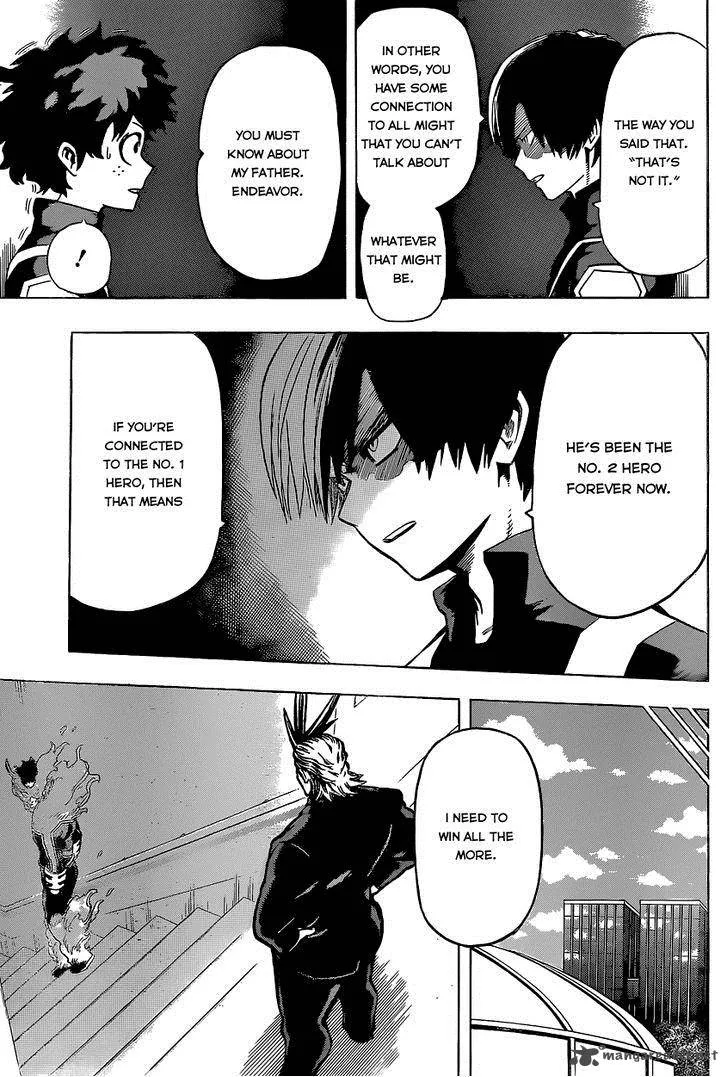 THE WAY YOU
SAID THAT.
"THAT'S
NOT IT."
IN OTHER
WORDS, YOU
HAVE SOME
CONNECTION
TO ALL MIGHT
THAT YOU CAN'T
TALK ABOUT
WHATEVER
THAT MIGHT
BE.
YOU MUST
KNOW ABOUT
MY FATHER.
ENDEAVOR.
!
HE'S BEEN THE
NO. 2 HERO
FOREVER NOW.
IF YOU'RE
CONNECTED
TO THE NO. 1
HERO, THEN
THAT MEANS
I NEED TO
WIN ALL THE
MORE.